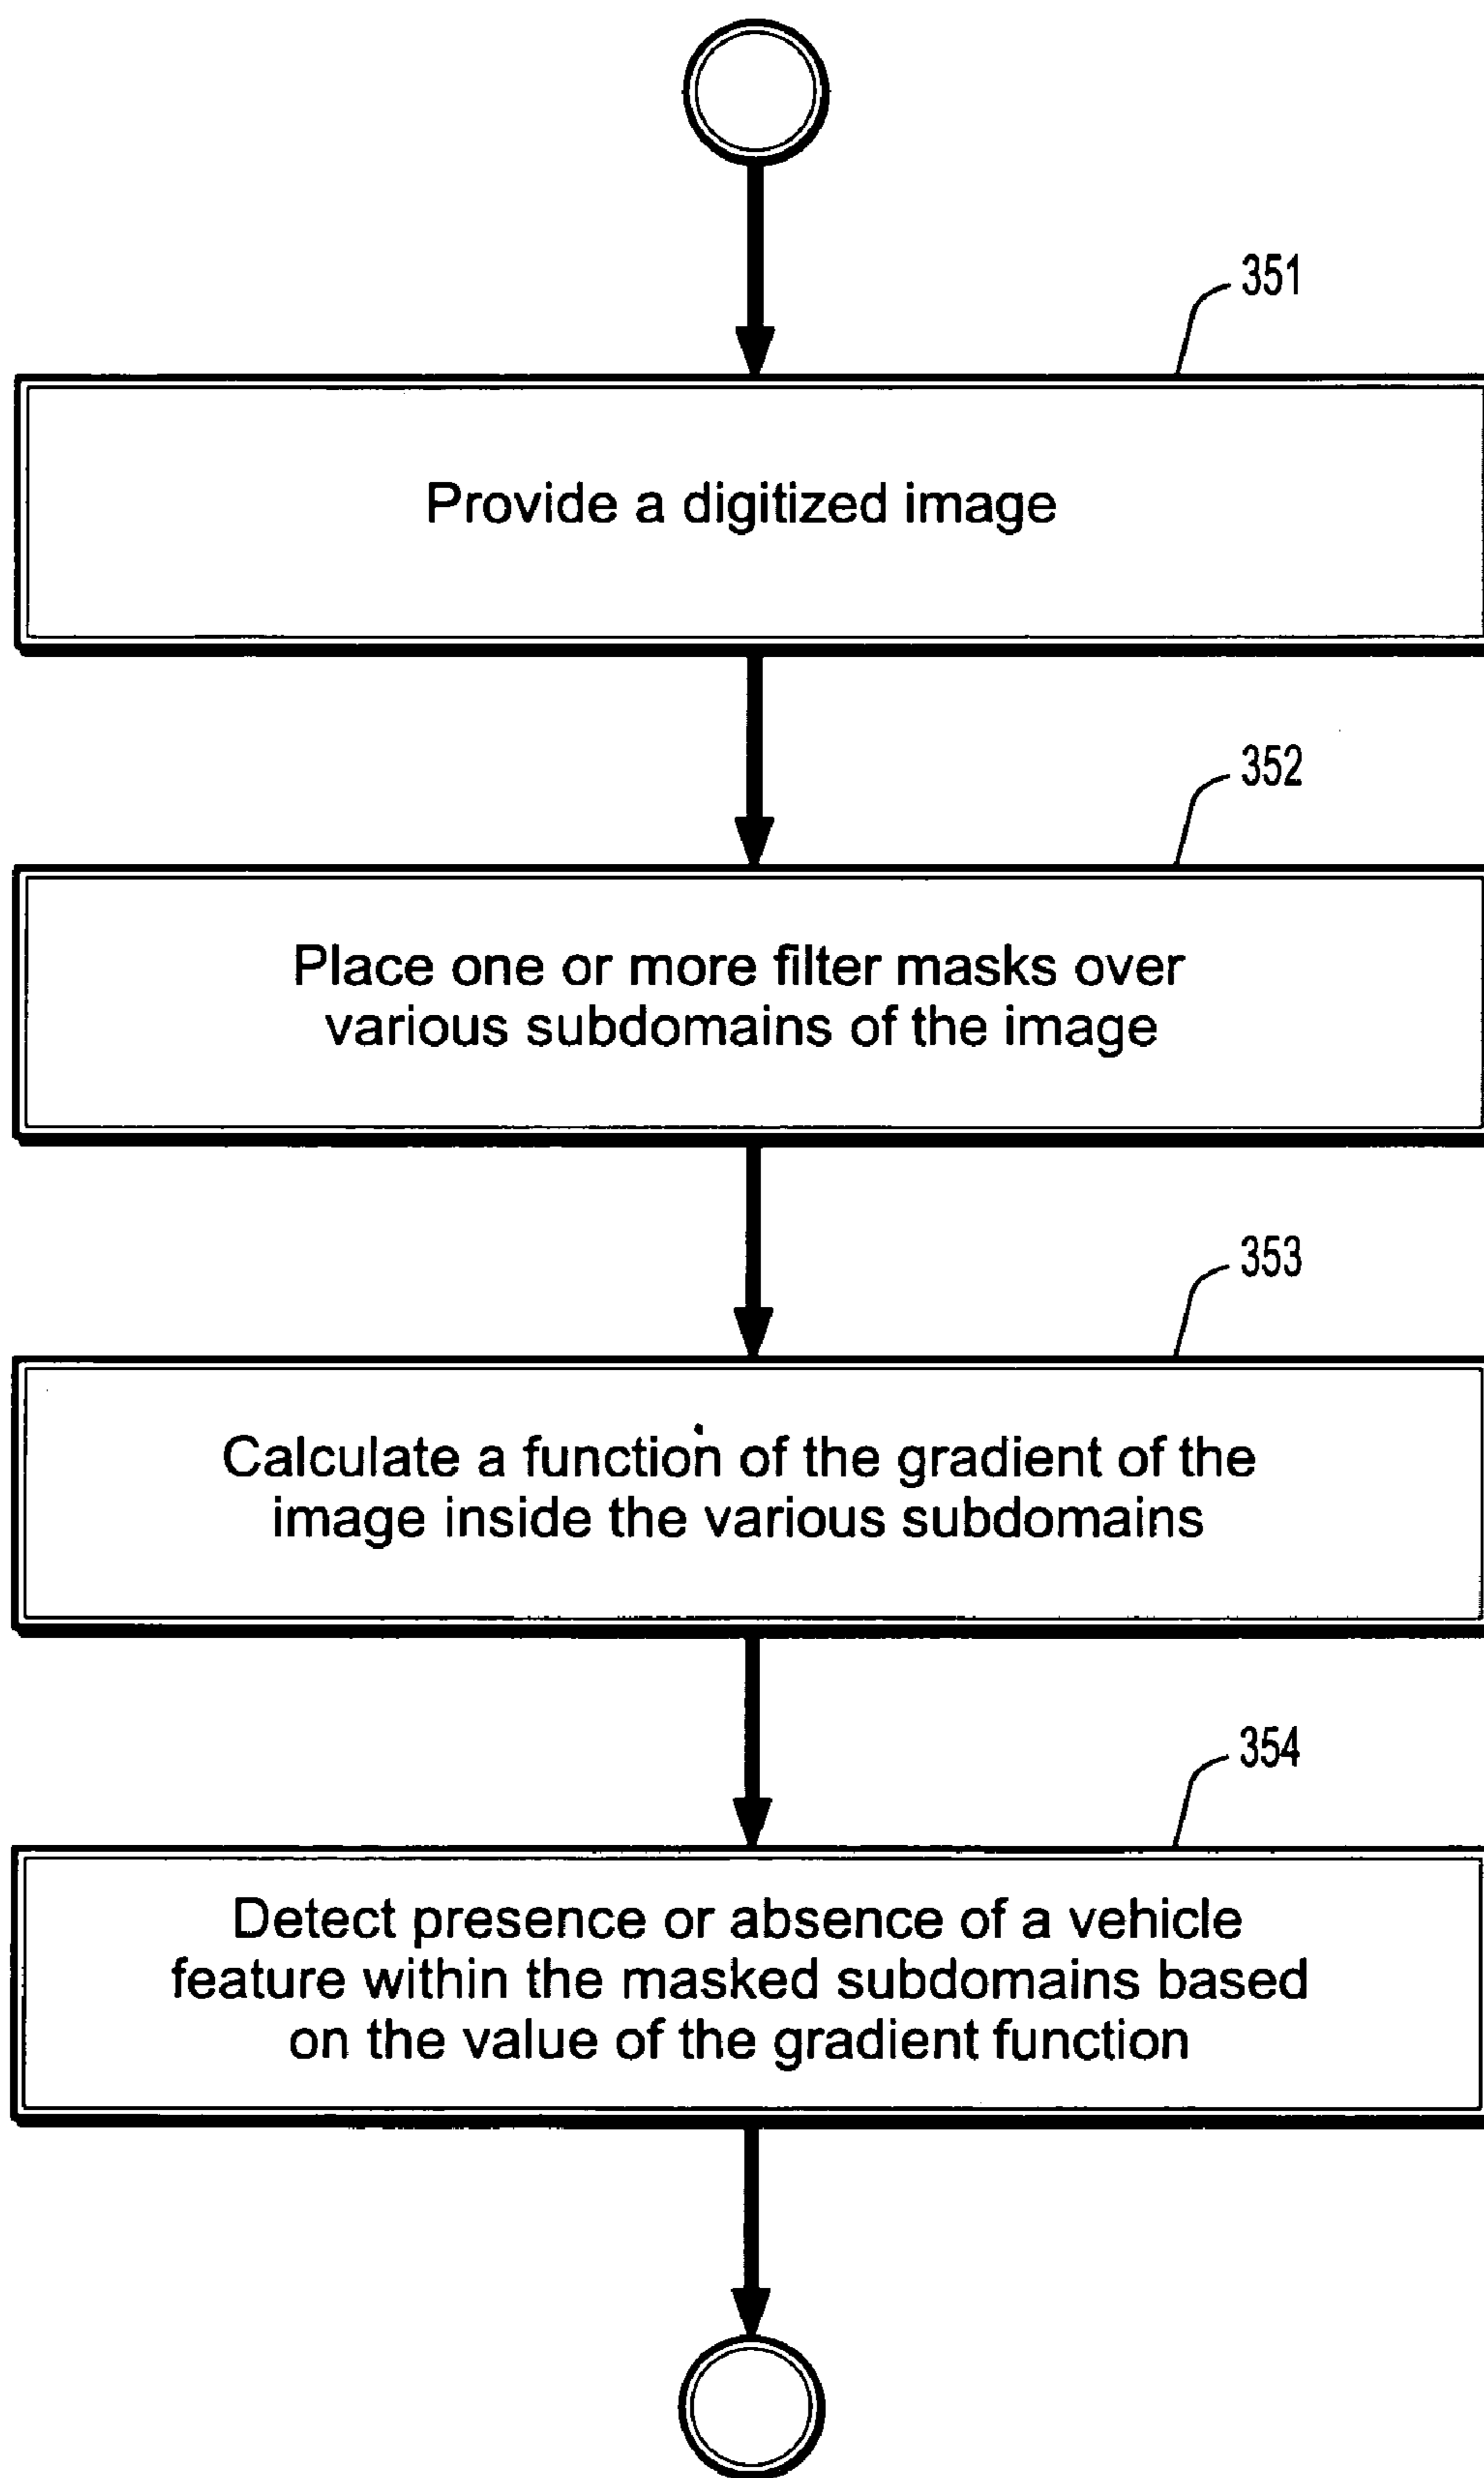 351
Provide a digitized image
352
Place one or more filter masks over
various subdomains of the image
353
Calculate a function of the gradient of the
image inside the various subdomains
354
Detect presence or absence of a vehicle
feature within the masked subdomains based
on the value of the gradient function